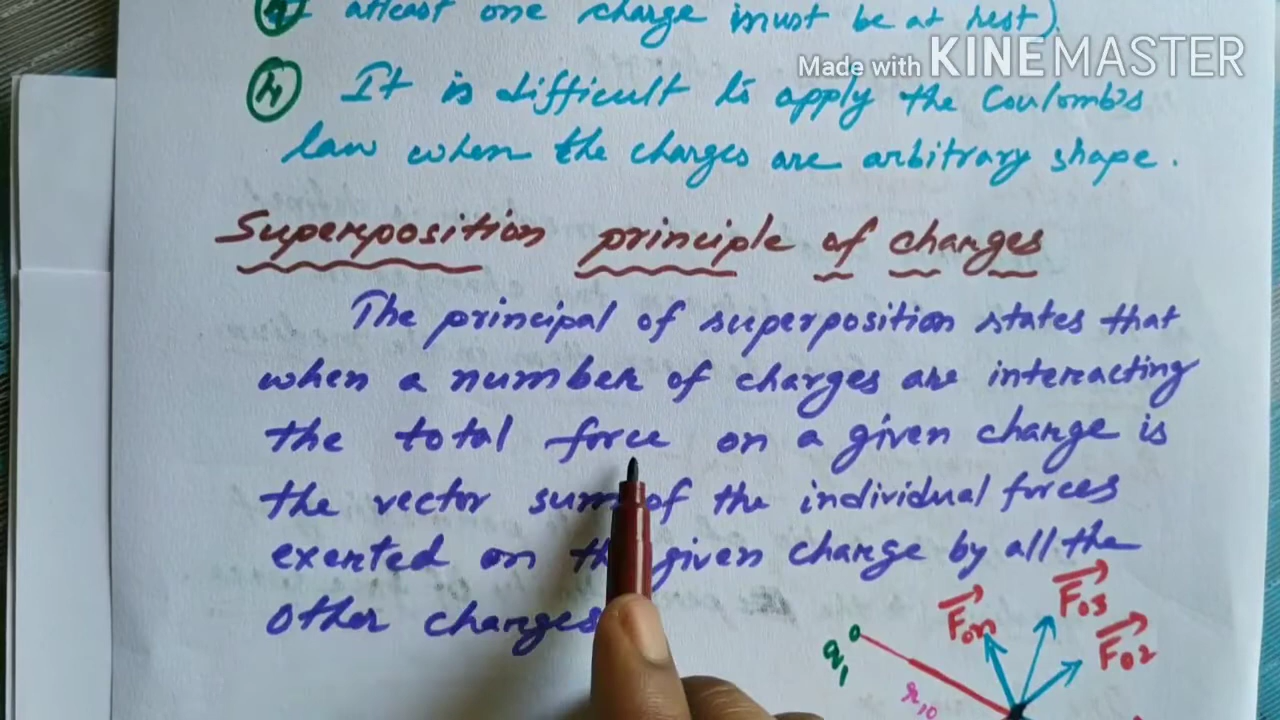 atleast one charge must be at rest).
Made with KINEMASTER
4 It is difficult to apply the Coulomb's
law when the charges are arbitrary shape.
Superposition principle of charges
The principal of superposition states that
when a number of charges are interacting
the total force on a given charge is
the vector sum of the individual forces
exerted on the given charge by all the
other charges
F03
F0n
F02
q1
r10